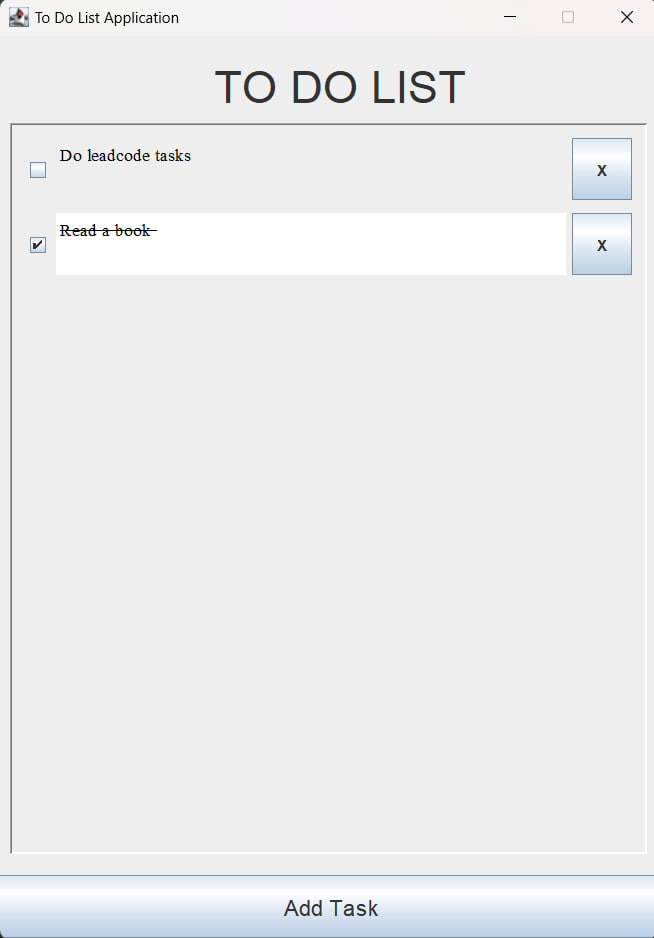 To Do List Application
TO DO LIST
Do leadcode tasks
X
Read a book
X
Add Task